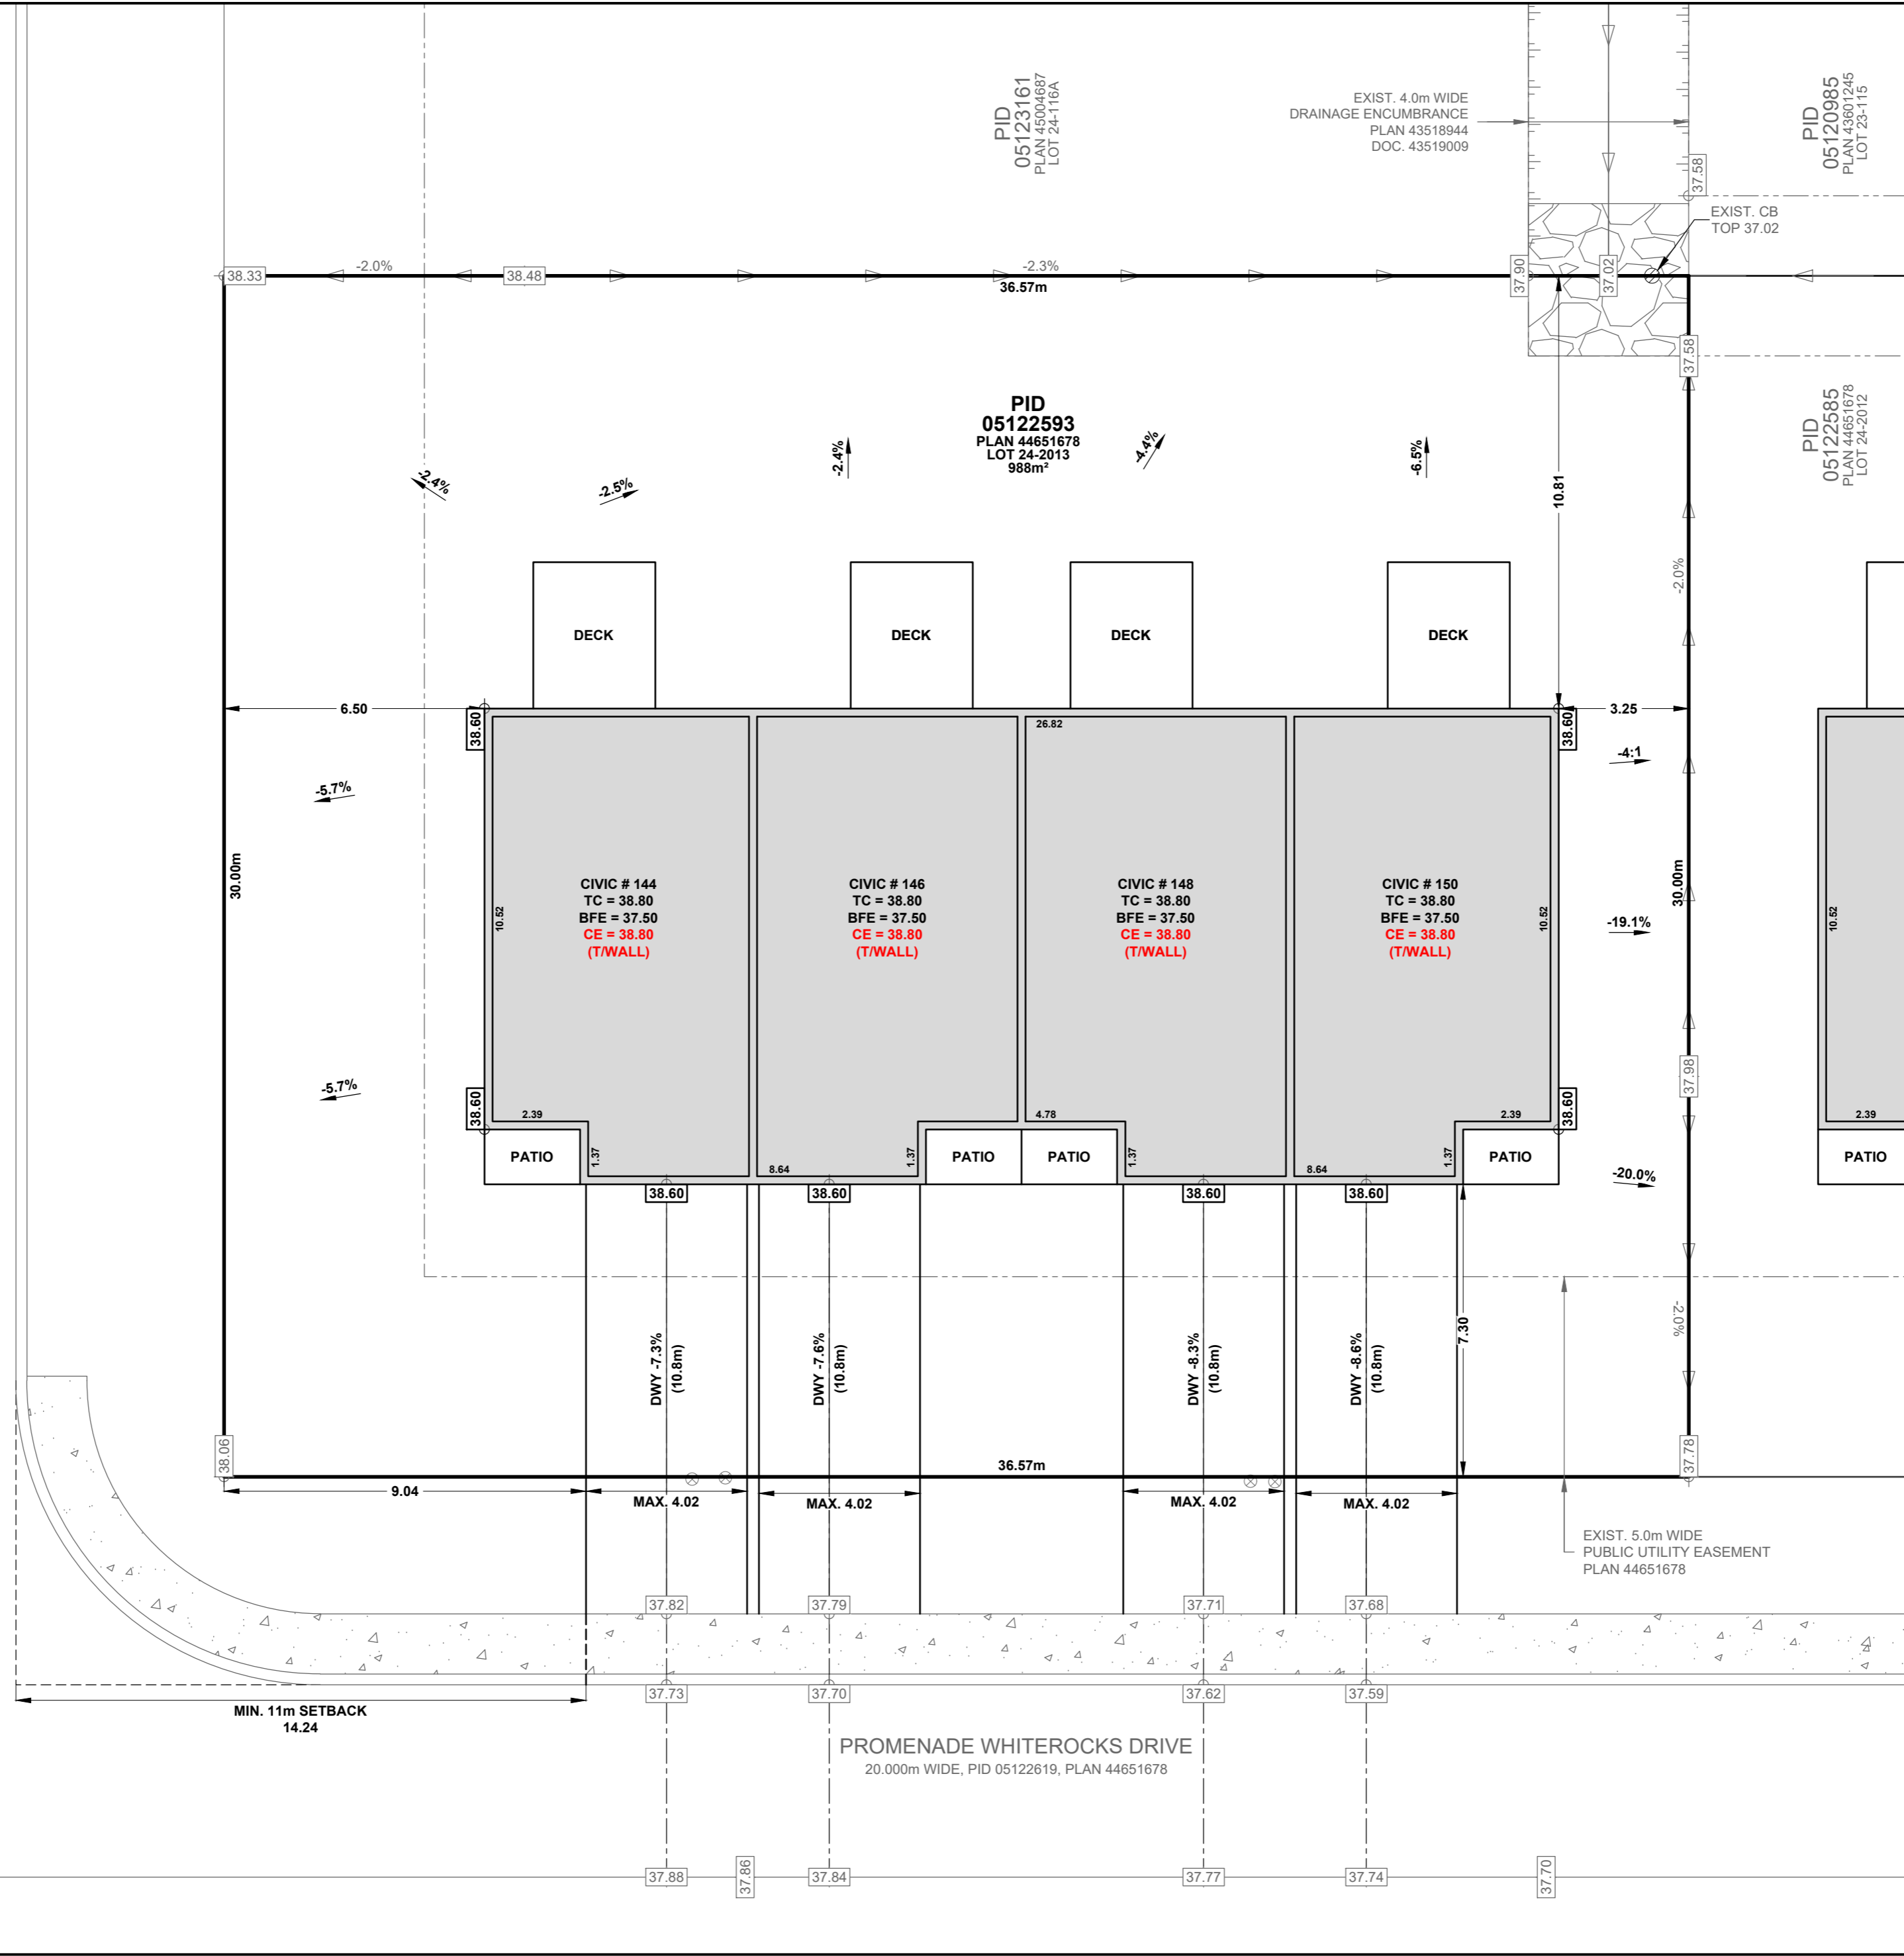 PID
05123161
PLAN 45004687
LOT 24-116A
EXIST. 4.0m WIDE
DRAINAGE ENCUMBRANCE
PLAN 43518944
DOC. 43519009
PID
05120985
PLAN 43601245
LOT 23-115
37.58
EXIST. CB
TOP 37.02
38.33
-2.0%
38.48
-2.3%
36.57m
37.90
37.02
37.58
PID
05122593
PLAN 44651678
LOT 24-2013
988m²
PID
05122585
PLAN 44651678
LOT 24-2012
-2.4%
-2.5%
-2.4%
-4.4%
-6.5%
10.81
-2.0%
DECK
DECK
DECK
DECK
6.50
3.25
38.60
26.82
38.60
-4:1
-5.7%
30.00m
10.52
CIVIC # 144
TC = 38.80
BFE = 37.50
CE = 38.80
(T/WALL)
CIVIC # 146
TC = 38.80
BFE = 37.50
CE = 38.80
(T/WALL)
CIVIC # 148
TC = 38.80
BFE = 37.50
CE = 38.80
(T/WALL)
CIVIC # 150
TC = 38.80
BFE = 37.50
CE = 38.80
(T/WALL)
10.52
30.00m
10.52
-19.1%
37.98
-5.7%
38.60
2.39
4.78
2.39
38.60
2.39
PATIO
1.37
8.64
1.37
PATIO
PATIO
1.37
8.64
1.37
PATIO
PATIO
-20.0%
38.60
38.60
38.60
38.60
DWY -7.3%
(10.8m)
DWY -7.6%
(10.8m)
DWY -8.3%
(10.8m)
DWY -8.6%
(10.8m)
7.30
-2.0%
38.06
36.57m
37.78
9.04
MAX. 4.02
MAX. 4.02
MAX. 4.02
MAX. 4.02
EXIST. 5.0m WIDE
PUBLIC UTILITY EASEMENT
PLAN 44651678
37.82
37.79
37.71
37.68
37.73
37.70
37.62
37.59
MIN. 11m SETBACK
14.24
PROMENADE WHITEROCKS DRIVE
20.000m WIDE, PID 05122619, PLAN 44651678
37.88
37.86
37.84
37.77
37.74
37.70